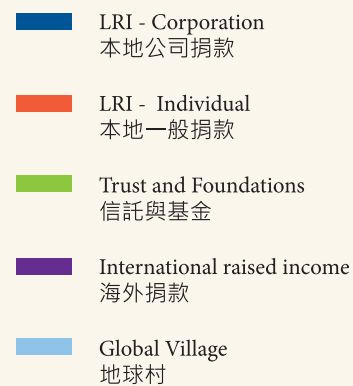 LRI - Corporation
本地公司捐款
LRI - Individual
本地一般捐款
Trust and Foundations
信託與基金
International raised income
海外捐款
Global Village
地球村